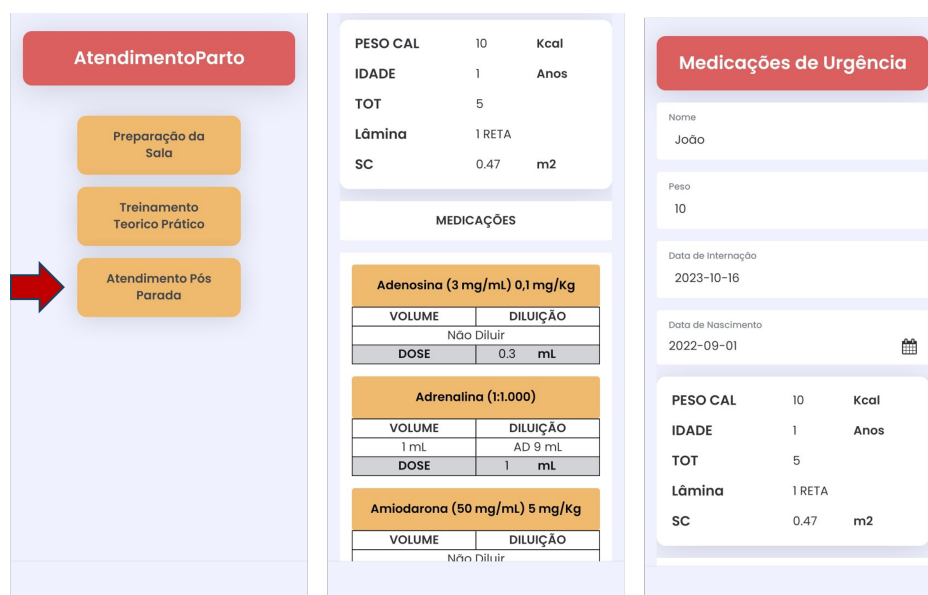 AtendimentoParto
Preparação da
Sala
Treinamento
Teorico Prático
Atendimento Pós
Parada
PESO CAL 10 Kcal
IDADE 1 Anos
TOT 5
Lâmina 1 RETA
SC 0.47 m2
MEDICAÇÕES
Adenosina (3 mg/mL) 0,1 mg/Kg
VOLUME DILUIÇÃO
Não Diluir
DOSE 0.3 mL
Adrenalina (1:1.000)
VOLUME DILUIÇÃO
1 mL AD 9 mL
DOSE 1 mL
Amiodarona (50 mg/mL) 5 mg/Kg
VOLUME DILUIÇÃO
Não Diluir
Medicações de Urgência
Nome
João
Peso
10
Data de Internação
2023-10-16
Data de Nascimento
2022-09-01
PESO CAL 10 Kcal
IDADE 1 Anos
TOT 5
Lâmina 1 RETA
SC 0.47 m2